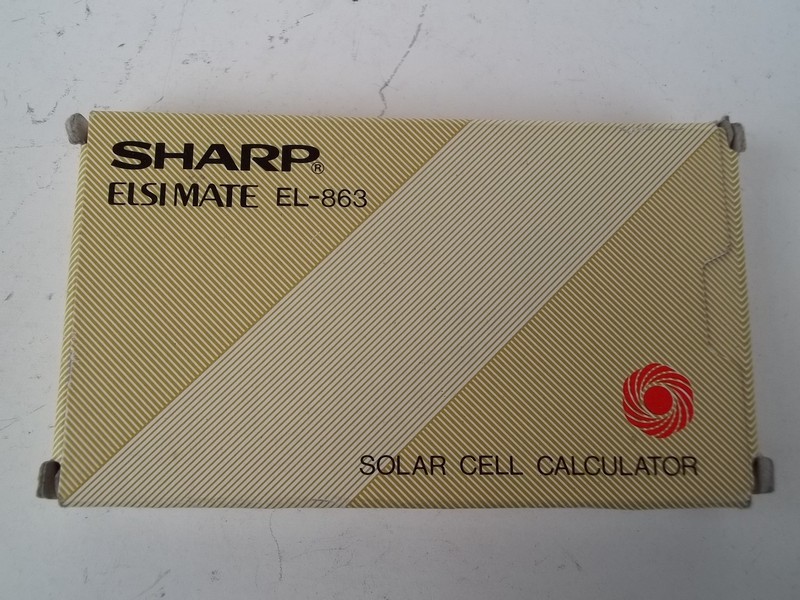 SHARP®
ELSI MATE EL-863
SOLAR CELL CALCULATOR